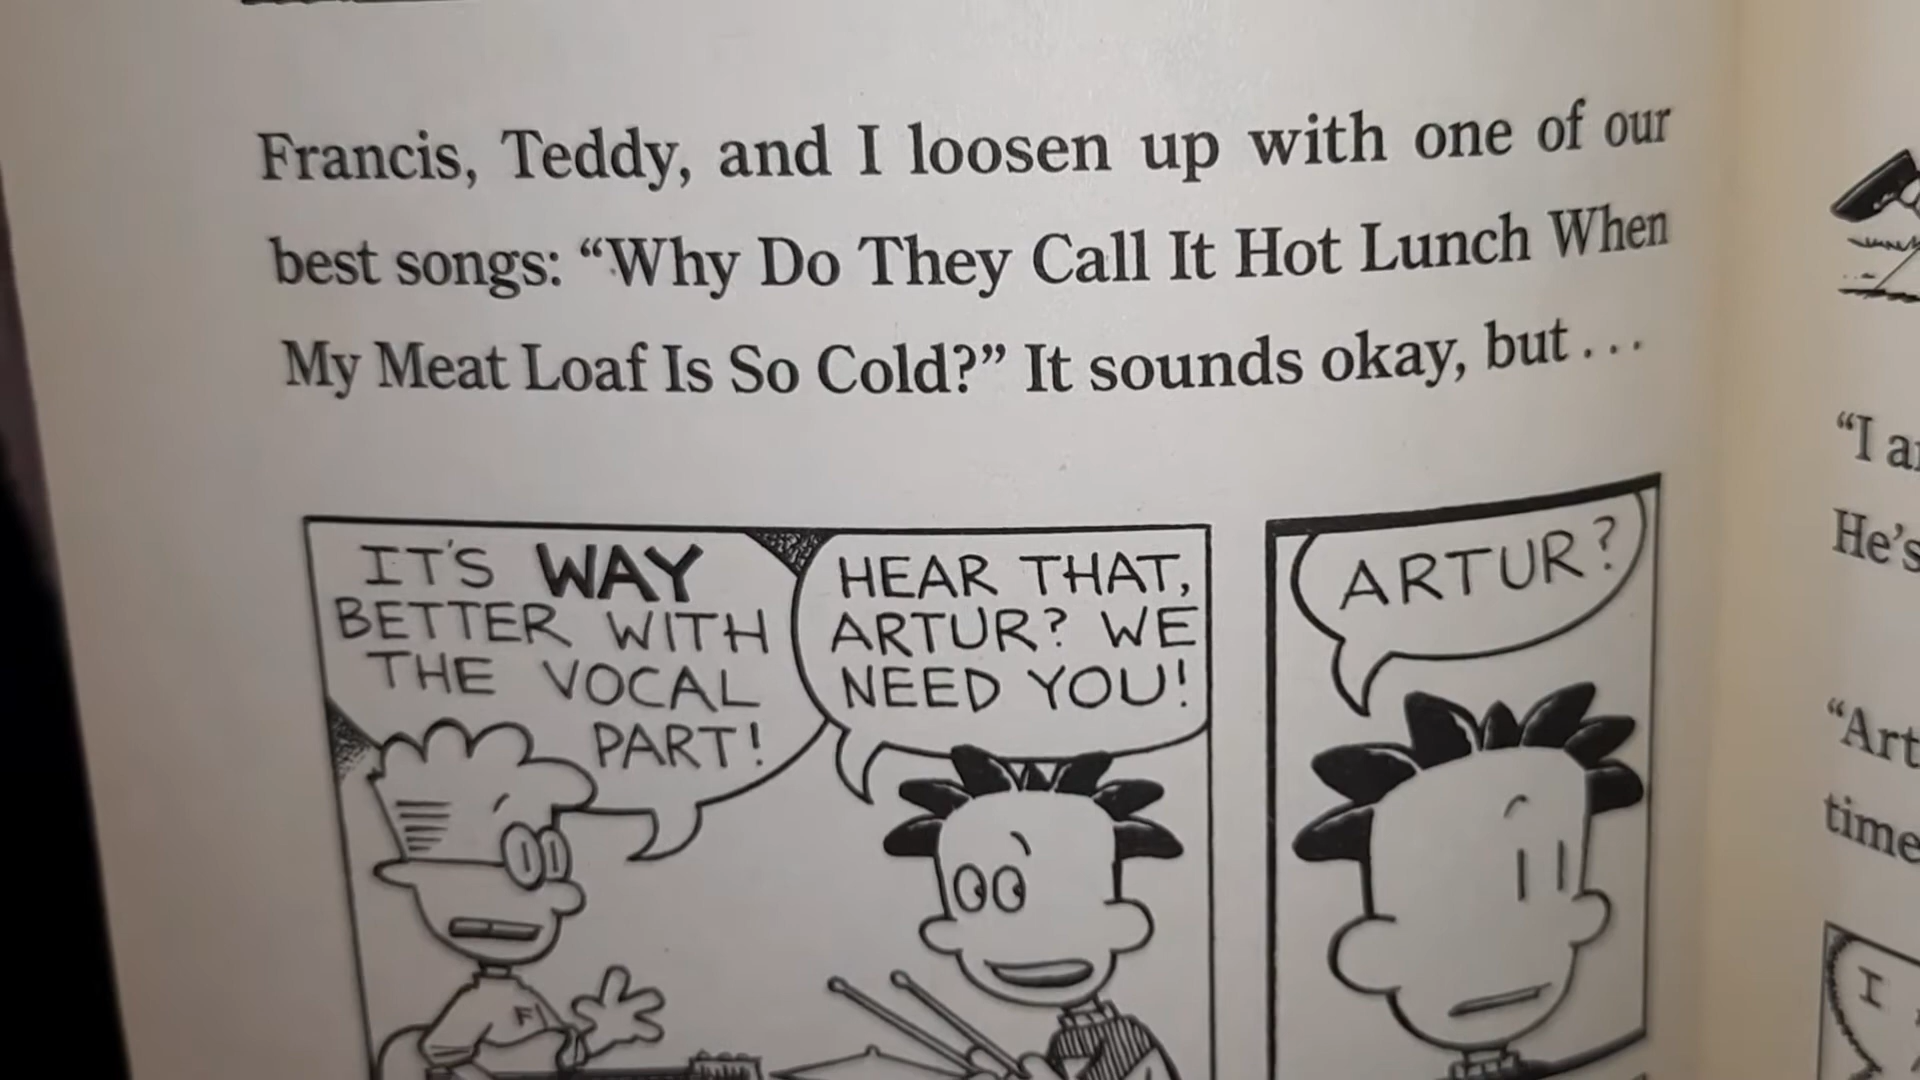 Francis, Teddy, and I loosen up with one of our
best songs: “Why Do They Call It Hot Lunch When
My Meat Loaf Is So Cold?” It sounds okay, but...
IT'S WAY
BETTER WITH
THE VOCAL
PART!
HEAR THAT,
ARTUR? WE
NEED YOU!
ARTUR?
F
“I
He's
“Art
time
I